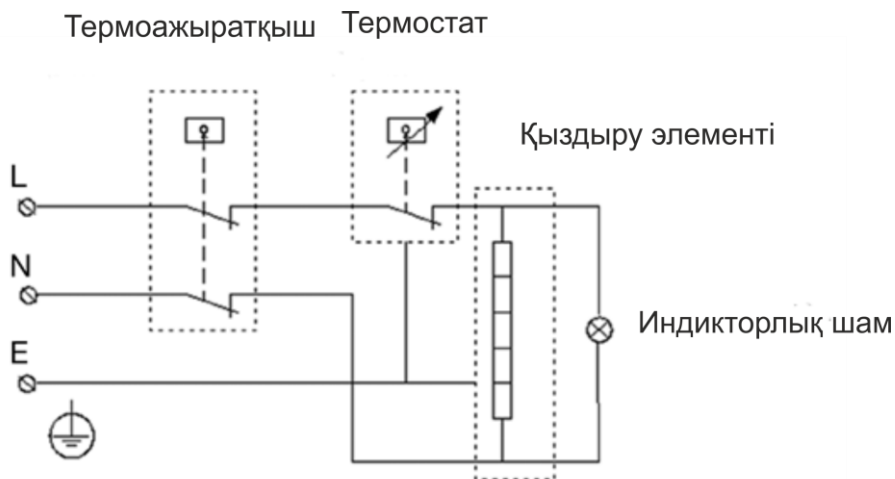 Термоажыратқыш Термостат
Қыздыру элементі
L
N
Индикторлық шам
E